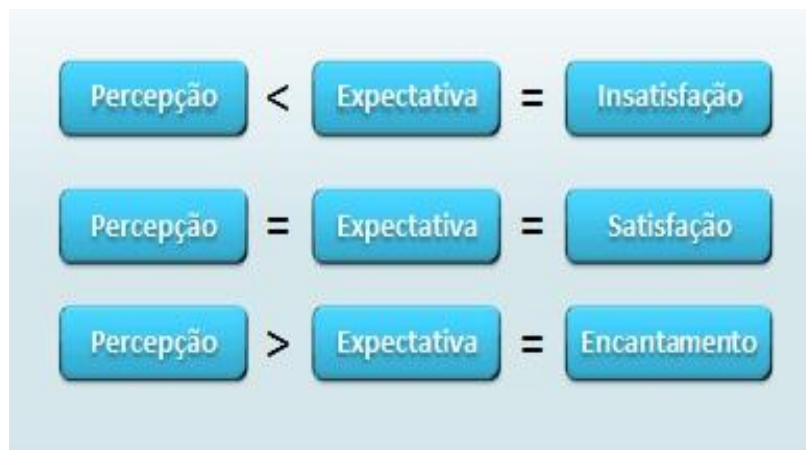 Percepção < Expectativa = Insatisfação
Percepção = Expectativa = Satisfação
Percepção > Expectativa = Encantamento